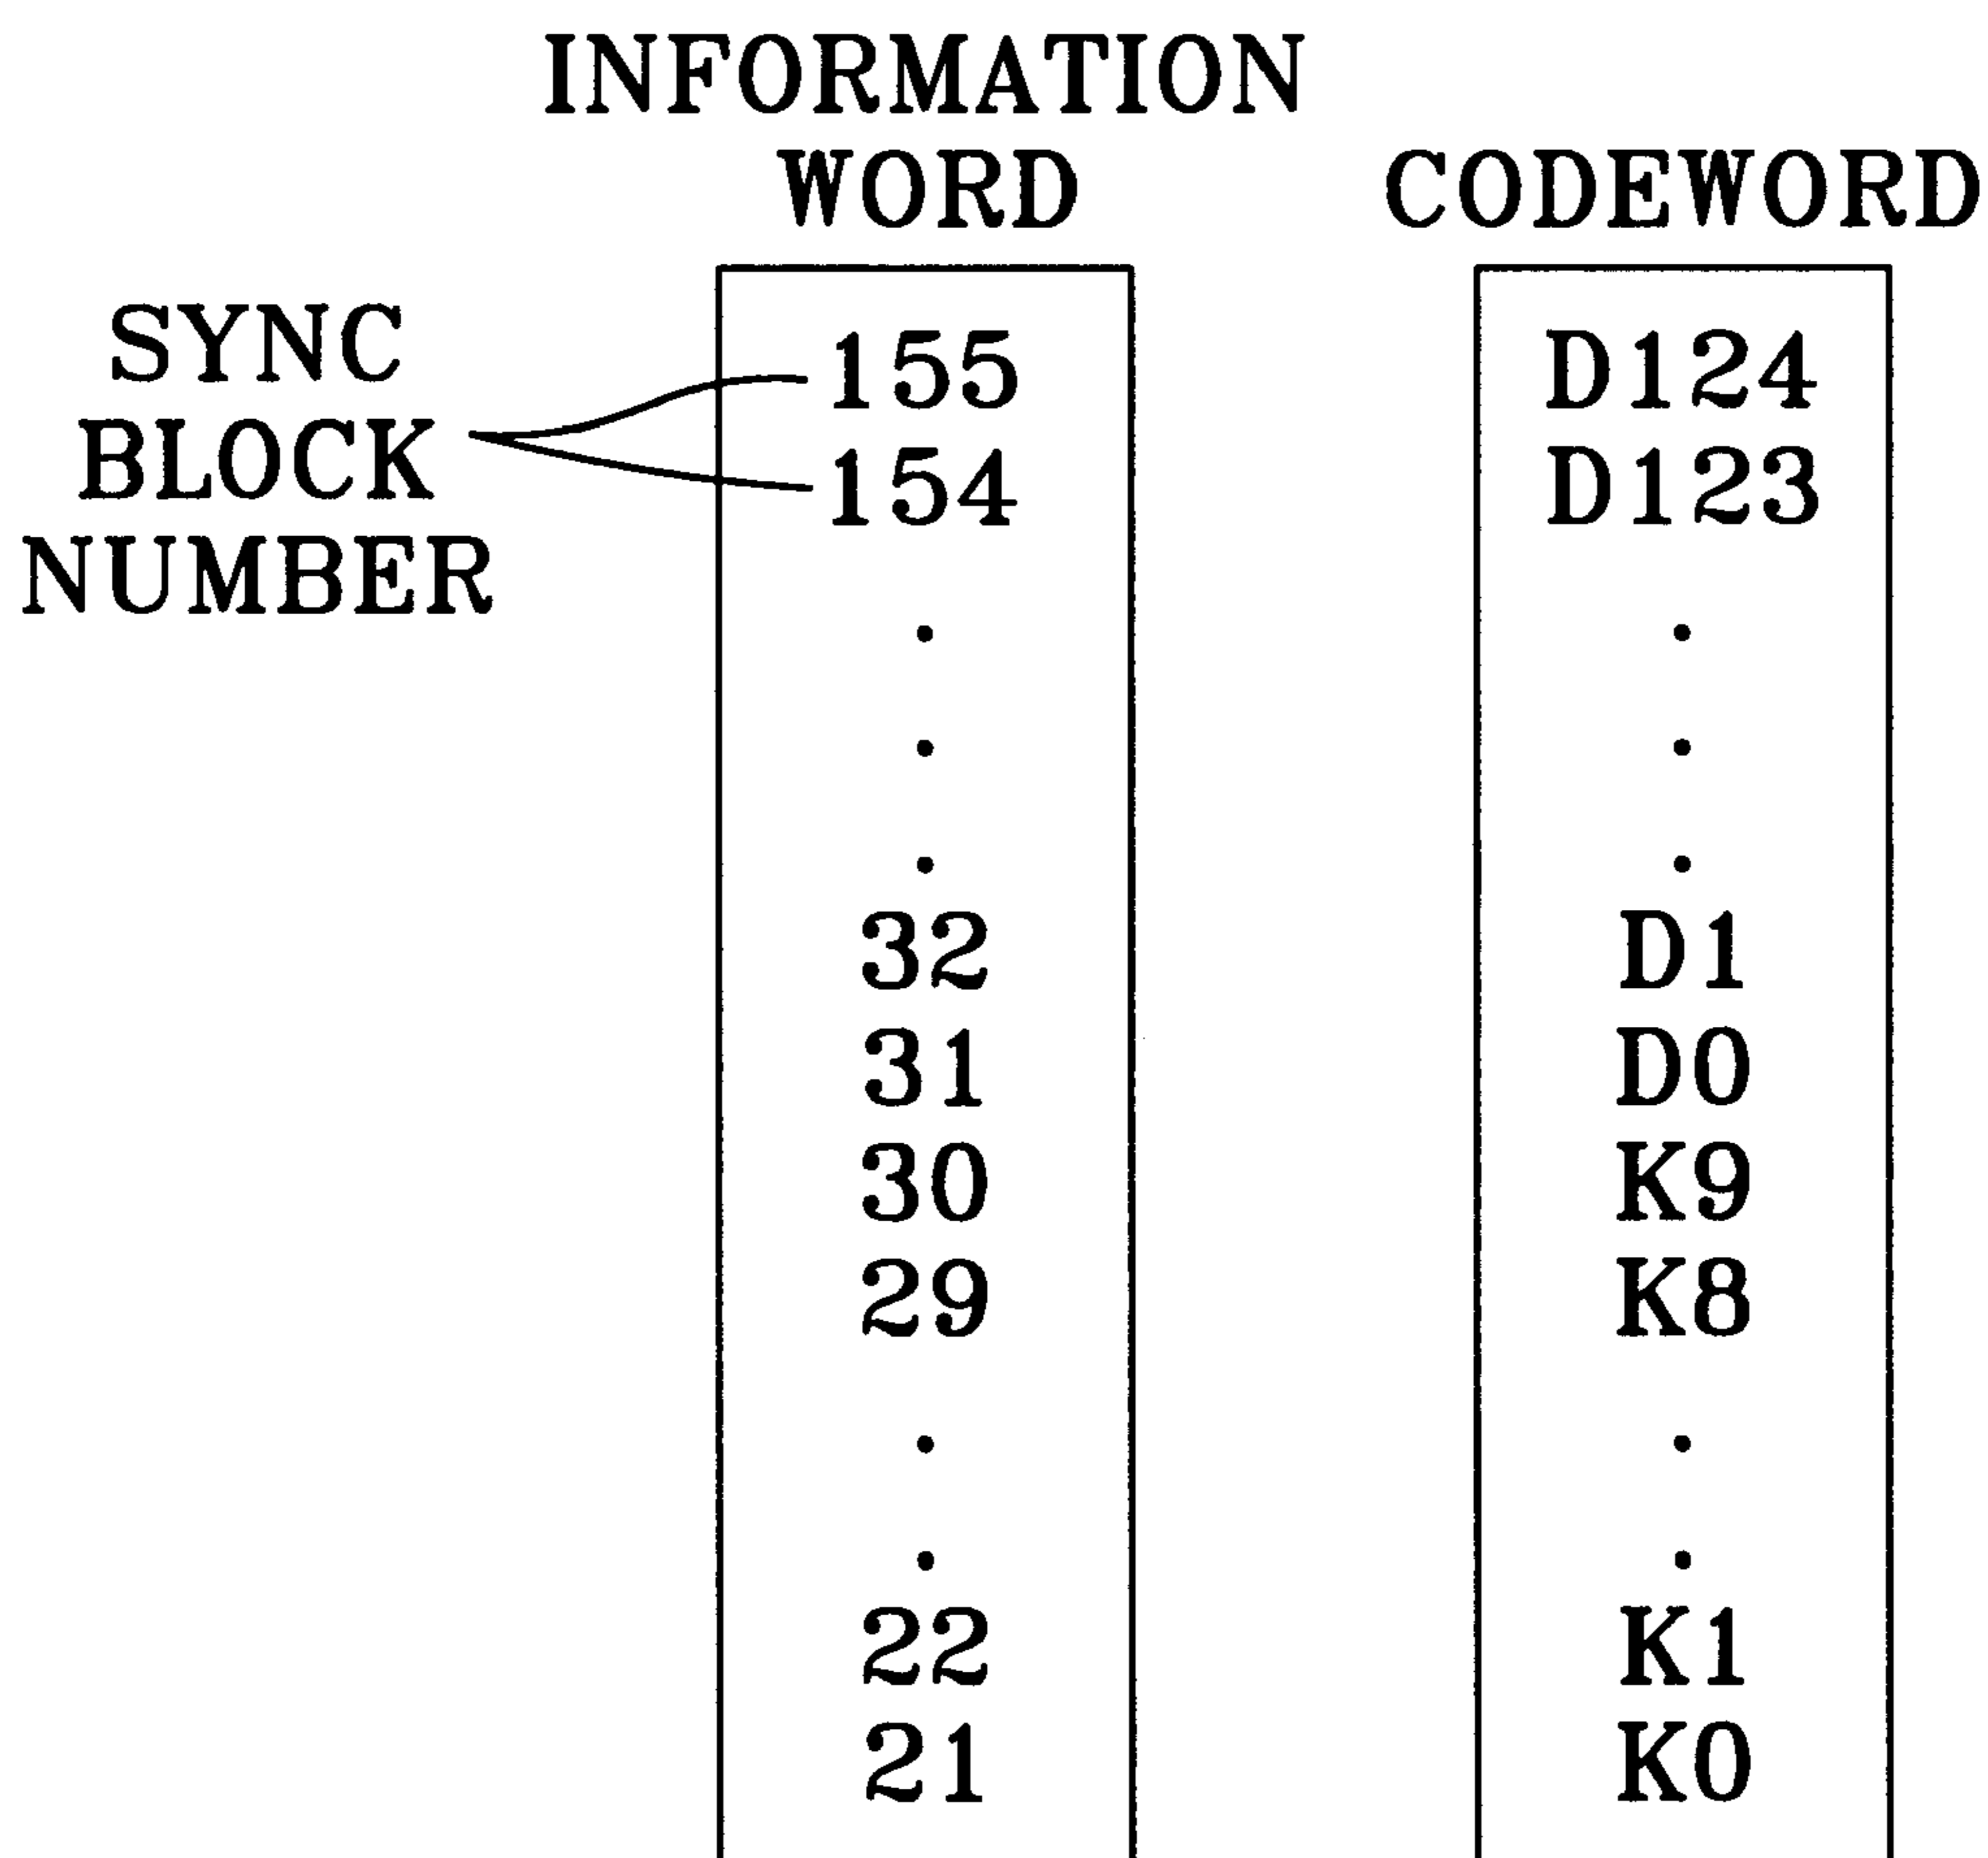 INFORMATION
WORD
CODEWORD
SYNC
BLOCK
NUMBER
155 D124
154 D123
. .
. .
. .
32 D1
31 D0
30 K9
29 K8
. .
. .
22 K1
21 K0